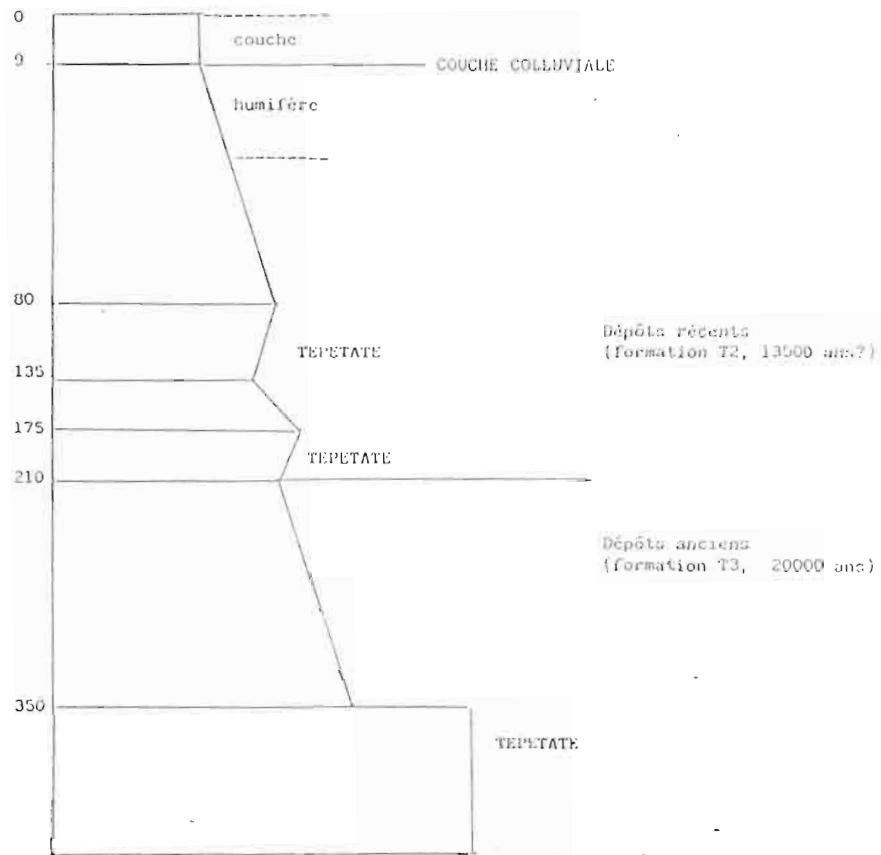 0
couche
9
COUCHE COLLUVIALE
humifère
80
TEPETATE
Dépôts récents
(formation T2, 13500 ans?)
135
175
TEPETATE
210
Dépôts anciens
(formation T3, 20000 ans)
350
TEPETATE